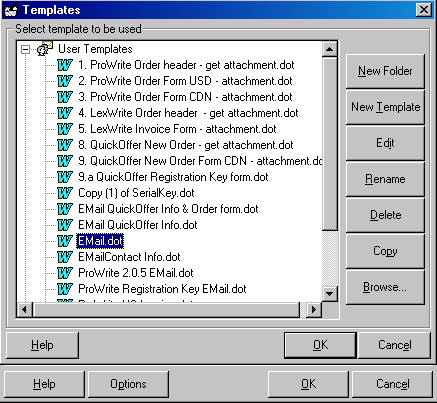 Templates
Select template to be used
User Templates
1. ProWrite Order header - get attachment.dot
2. ProWrite Order Form USD - attachment.dot
3. ProWrite Order Form CDN - attachment.dot
4. LexWrite Order header - get attachment.dot
5. LexWrite Invoice Form - attachment.dot
8. QuickOffer New Order - get attachment.dot
9. QuickOffer New Order Form CDN - attachment.dc
9.a QuickOffer Registration Key form.dot
Copy (1) of SerialKey.dot
EMail QuickOffer Info & Order form.dot
EMail QuickOffer Info.dot
EMail.dot
EMailContact Info.dot
ProWrite 2.0.5 EMail.dot
ProWrite Registration Key EMail.dot
New Folder
New Template
Edit
Rename
Delete
Copy
Browse...
Help
OK
Cancel
Help
Options
OK
Cancel